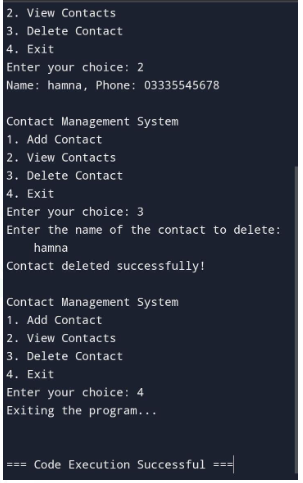 2. View Contacts
3. Delete Contact
4. Exit
Enter your choice: 2
Name: hamna, Phone: 03335545678

Contact Management System
1. Add Contact
2. View Contacts
3. Delete Contact
4. Exit
Enter your choice: 3
Enter the name of the contact to delete:
    hamna
Contact deleted successfully!

Contact Management System
1. Add Contact
2. View Contacts
3. Delete Contact
4. Exit
Enter your choice: 4
Exiting the program...


=== Code Execution Successful ===